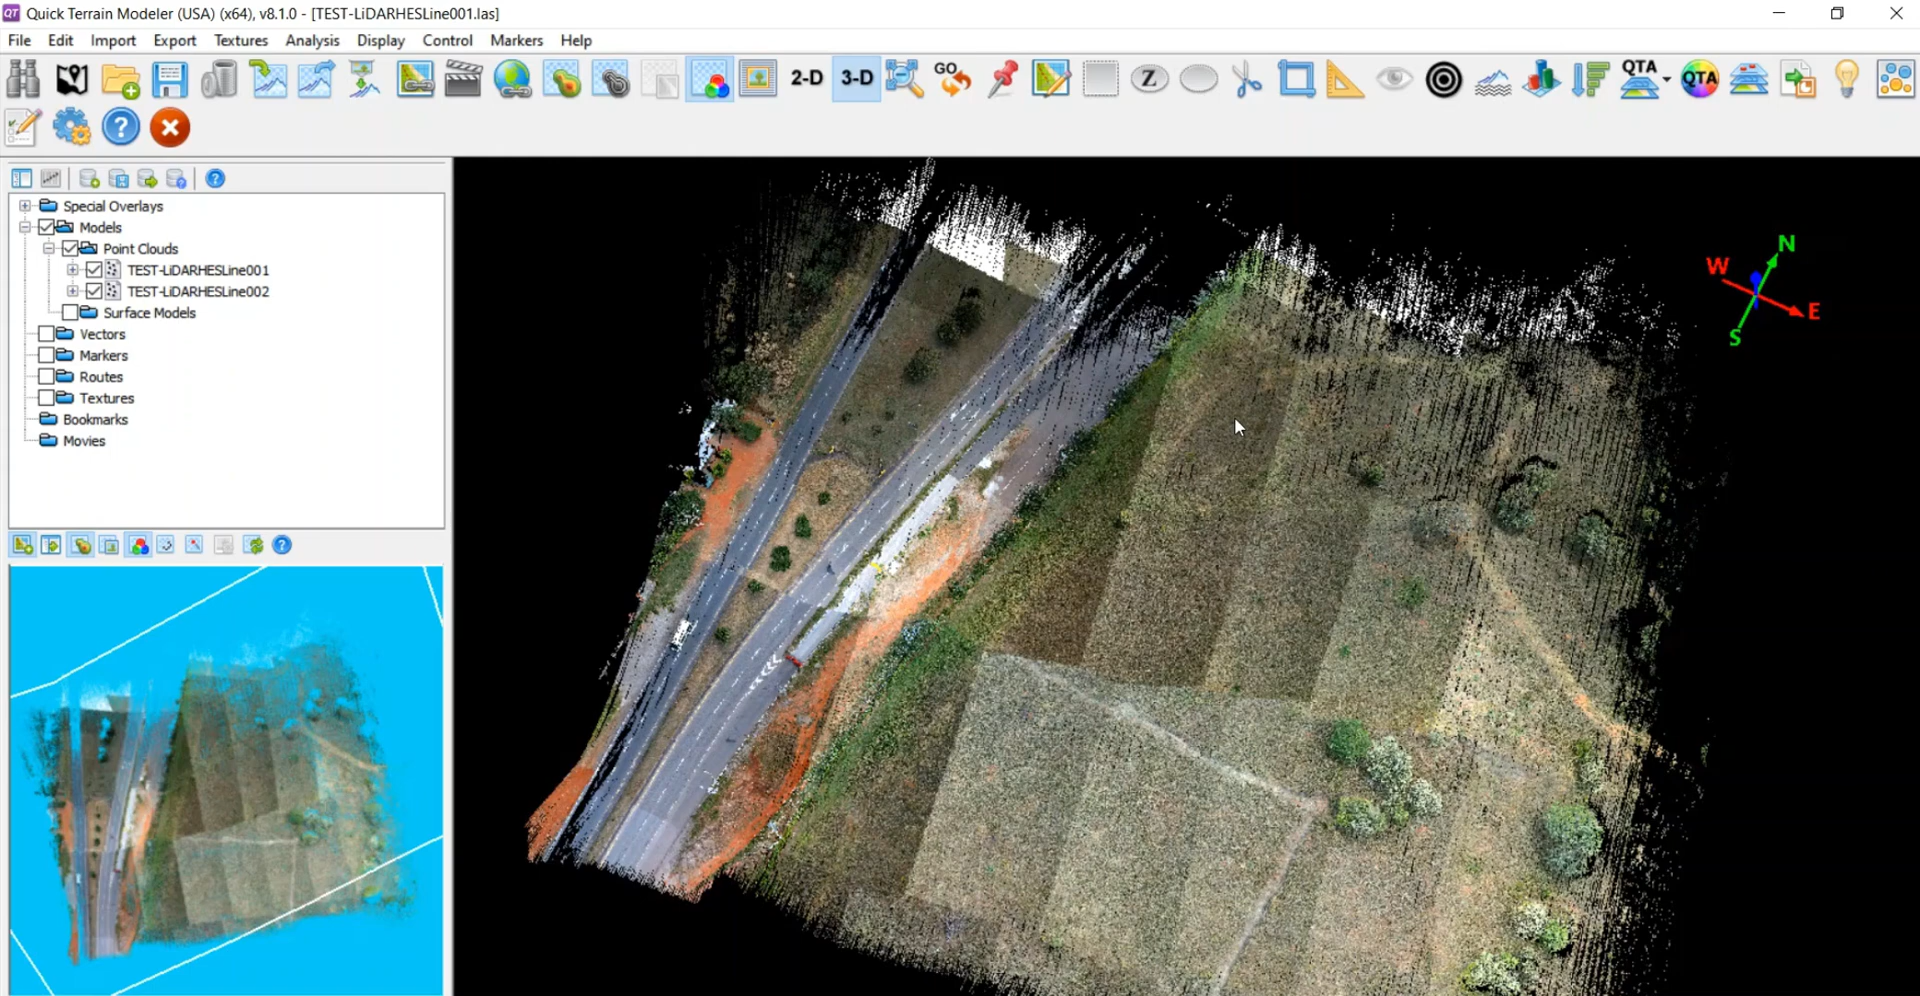 QT Quick Terrain Modeler (USA) (x64), v8.1.0 - [TEST-LiDARHESLine001.las]
File Edit Import Export Textures Analysis Display Control Markers Help
2-D 3-D GO Z QTA QTA
Special Overlays
Models
Point Clouds
TEST-LiDARHESLine001
TEST-LiDARHESLine002
Surface Models
Vectors
Markers
Routes
Textures
Bookmarks
Movies
N
W
E
S